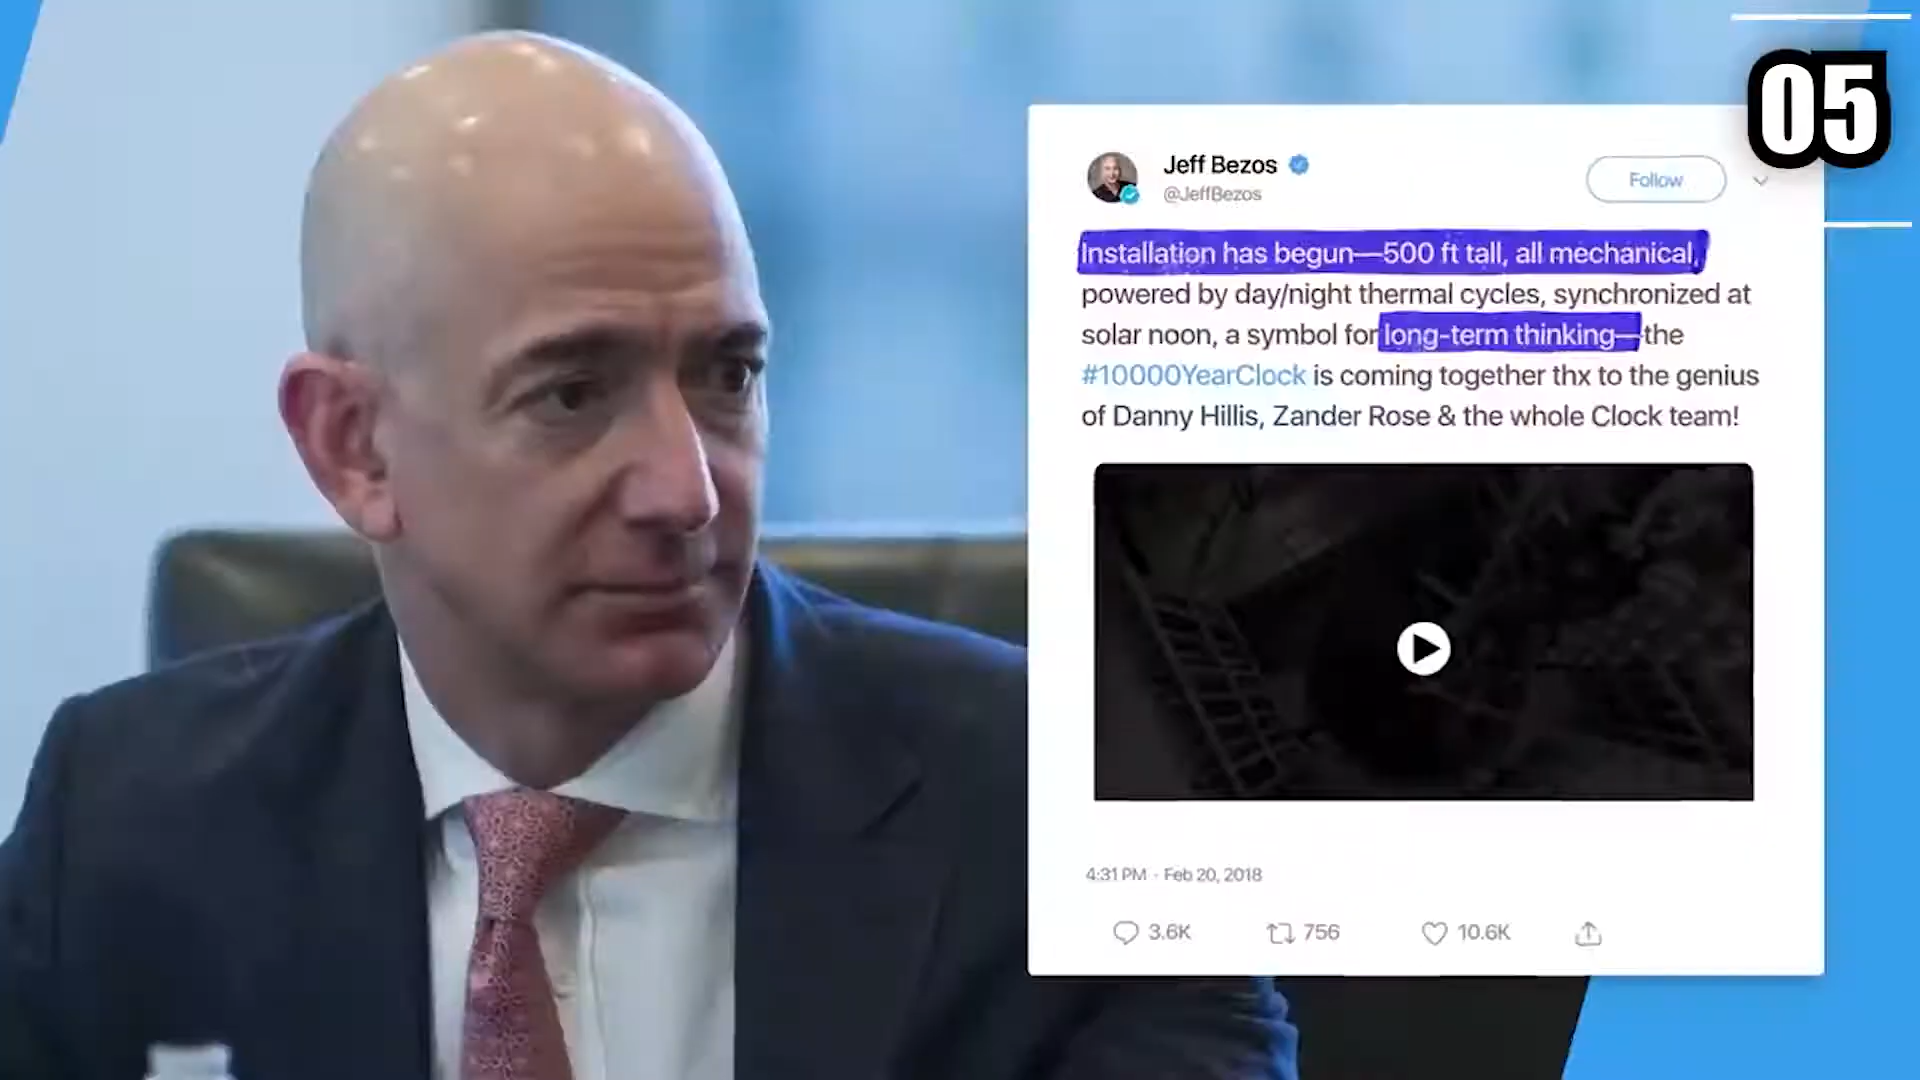 05
Jeff Bezos
@JeffBezos
Follow
Installation has begun—500 ft tall, all mechanical,
powered by day/night thermal cycles, synchronized at
solar noon, a symbol for long-term thinking—the
#10000YearClock is coming together thx to the genius
of Danny Hillis, Zander Rose & the whole Clock team!
4:31 PM · Feb 20, 2018
3.6K 756 10.6K